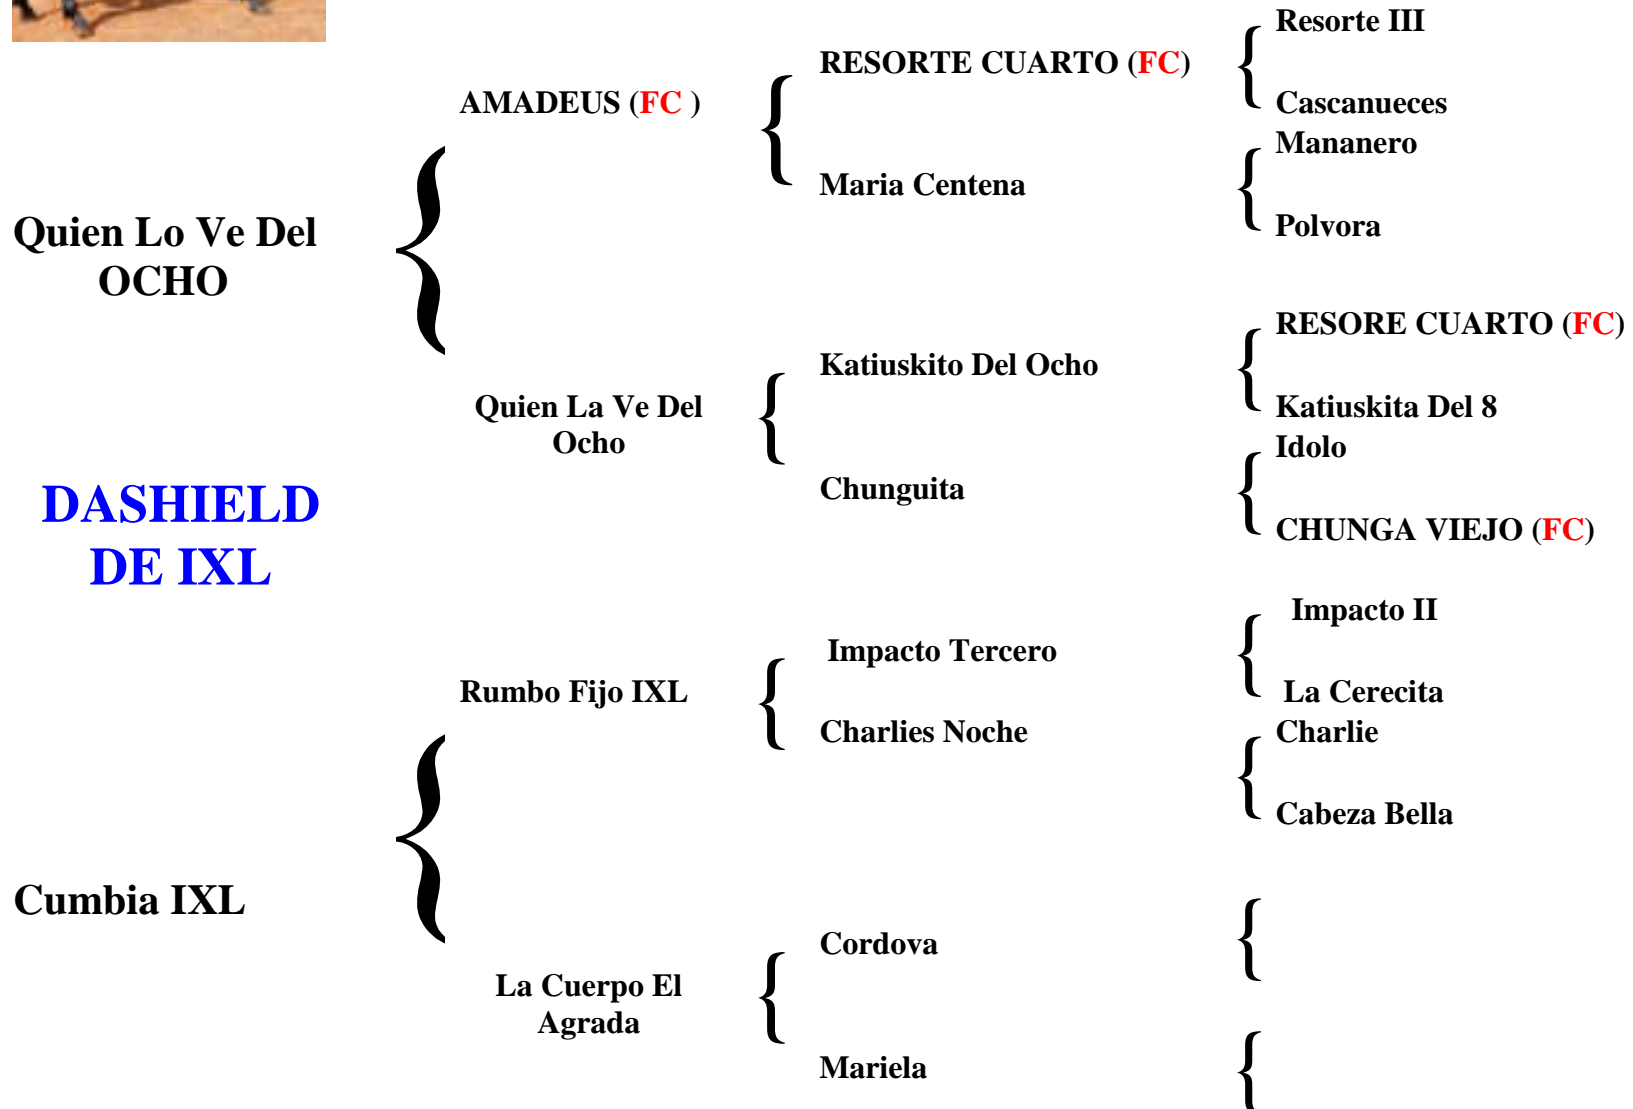 Resorte III
RESORTE CUARTO (FC)
AMADEUS (FC )
Cascanueces
Mananero
Maria Centena
Polvora
Quien Lo Ve Del
OCHO
RESORE CUARTO (FC)
Katiuskito Del Ocho
Quien La Ve Del
Ocho
Katiuskita Del 8
Idolo
Chunguita
CHUNGA VIEJO (FC)
DASHIELD
DE IXL
Impacto II
Impacto Tercero
Rumbo Fijo IXL
La Cerecita
Charlies Noche
Charlie
Cabeza Bella
Cumbia IXL
Cordova
La Cuerpo El
Agrada
Mariela